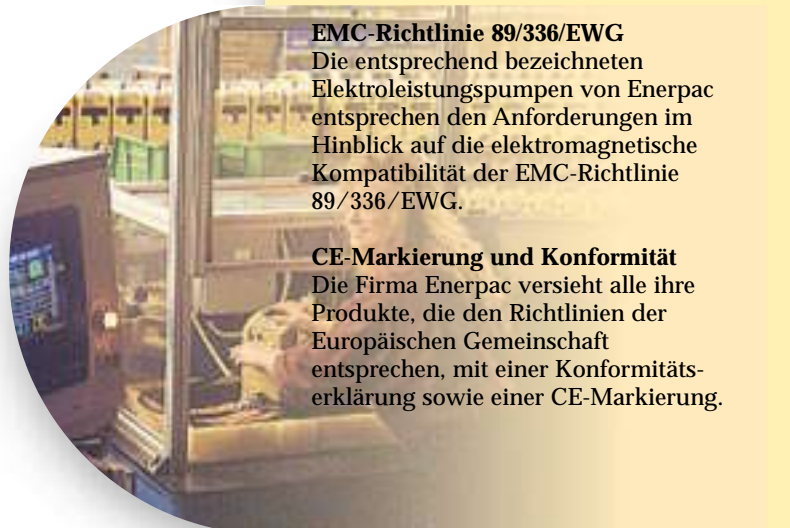 EMC-Richtlinie 89/336/EWG
Die entsprechend bezeichneten
Elektroleistungspumpen von Enerpac
entsprechen den Anforderungen im
Hinblick auf die elektromagnetische
Kompatibilität der EMC-Richtlinie
89/336/EWG.
CE-Markierung und Konformität
Die Firma Enerpac versieht alle ihre
Produkte, die den Richtlinien der
Europäischen Gemeinschaft
entsprechen, mit einer Konformitäts-
erklärung sowie einer CE-Markierung.